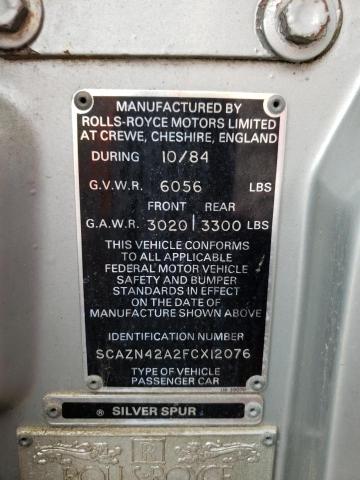 MANUFACTURED BY
ROLLS-ROYCE MOTORS LIMITED
AT CREWE, CHESHIRE, ENGLAND
DURING 10/84
G.V.W.R. 6056 LBS
FRONT REAR
G.A.W.R. 3020 / 3300 LBS
THIS VEHICLE CONFORMS
TO ALL APPLICABLE
FEDERAL MOTOR VEHICLE
SAFETY AND BUMPER
STANDARDS IN EFFECT
ON A DATE OF
MANUFACTURE SHOWN ABOVE
IDENTIFICATION NUMBER
SCAZN42A2FCX12076
TYPE OF VEHICLE
PASSENGER CAR
® SILVER SPUR
R
ROLLS-ROYCE